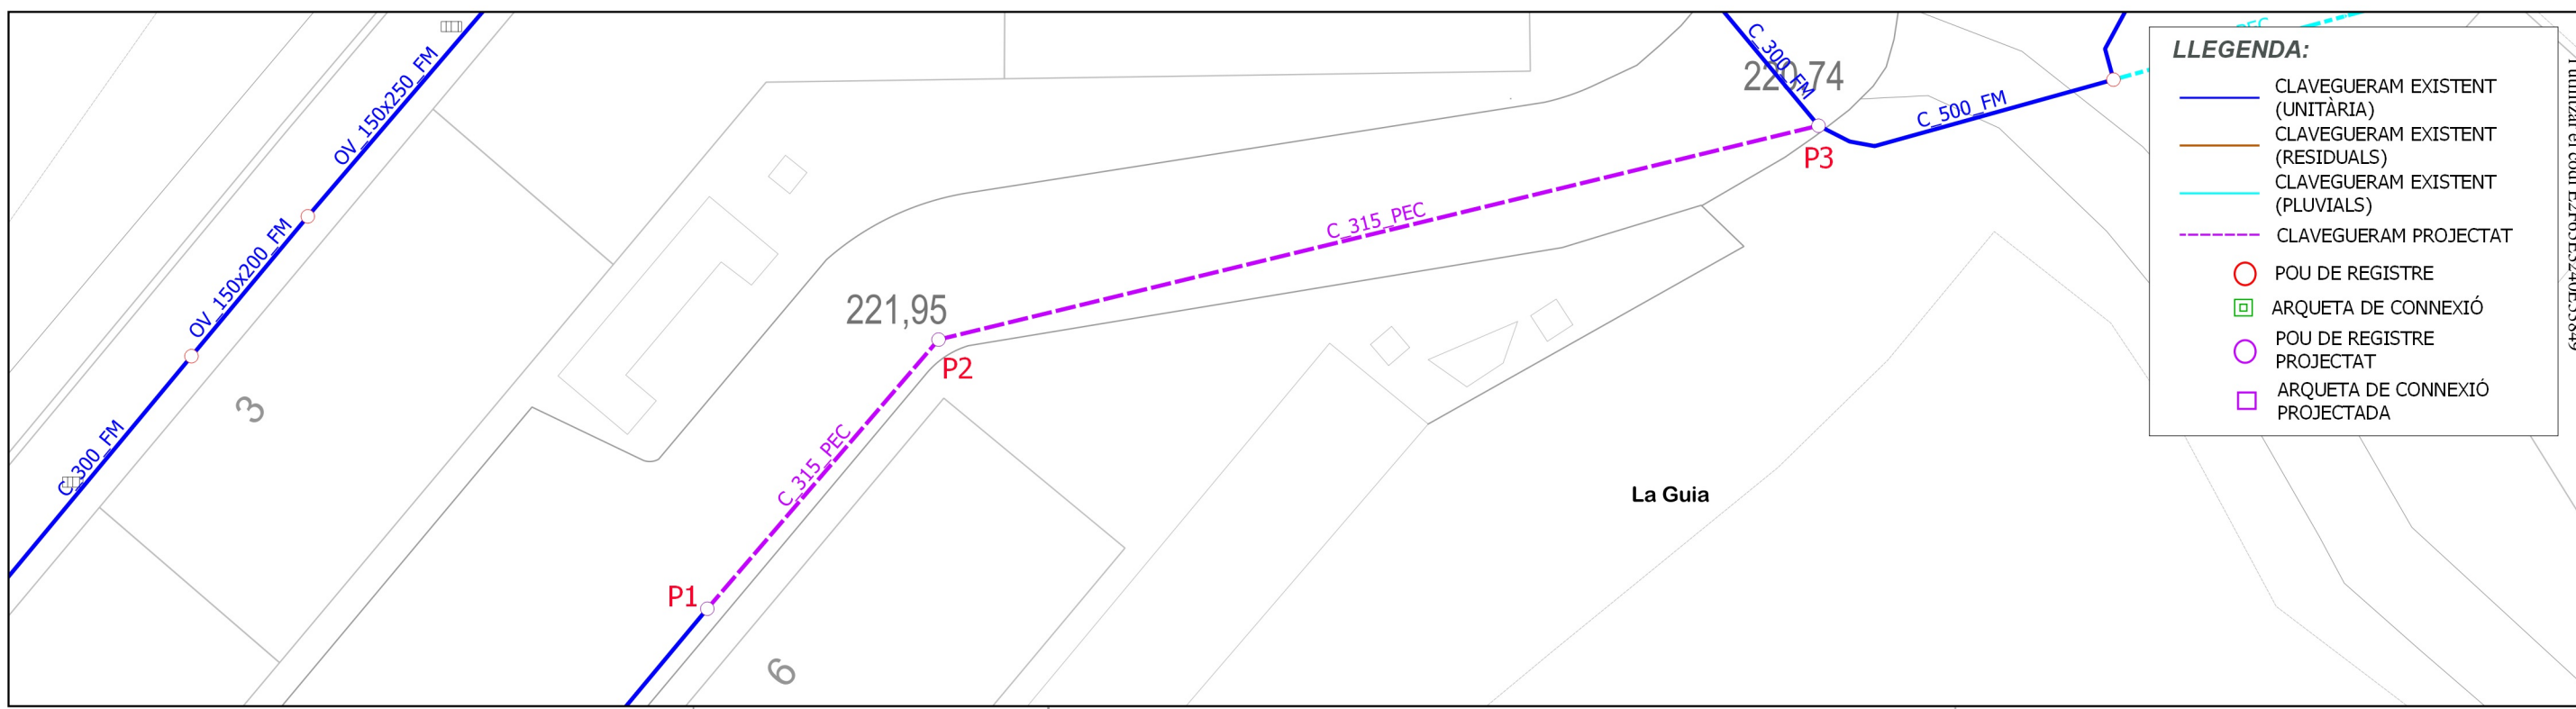 OV_150x250_FM
OV_150x200_FM
C_300_FM
3
221,95
C_315_PEC
P1
P2
6
C_315_PEC
C_300_FM
220,74
P3
C_500_FM
La Guia
LLEGENDA:
CLAVEGUERAM EXISTENT
(UNITÀRIA)
CLAVEGUERAM EXISTENT
(RESIDUALS)
CLAVEGUERAM EXISTENT
(PLUVIALS)
CLAVEGUERAM PROJECTAT
POU DE REGISTRE
ARQUETA DE CONNEXIÓ
POU DE REGISTRE
PROJECTAT
ARQUETA DE CONNEXIÓ
PROJECTADA